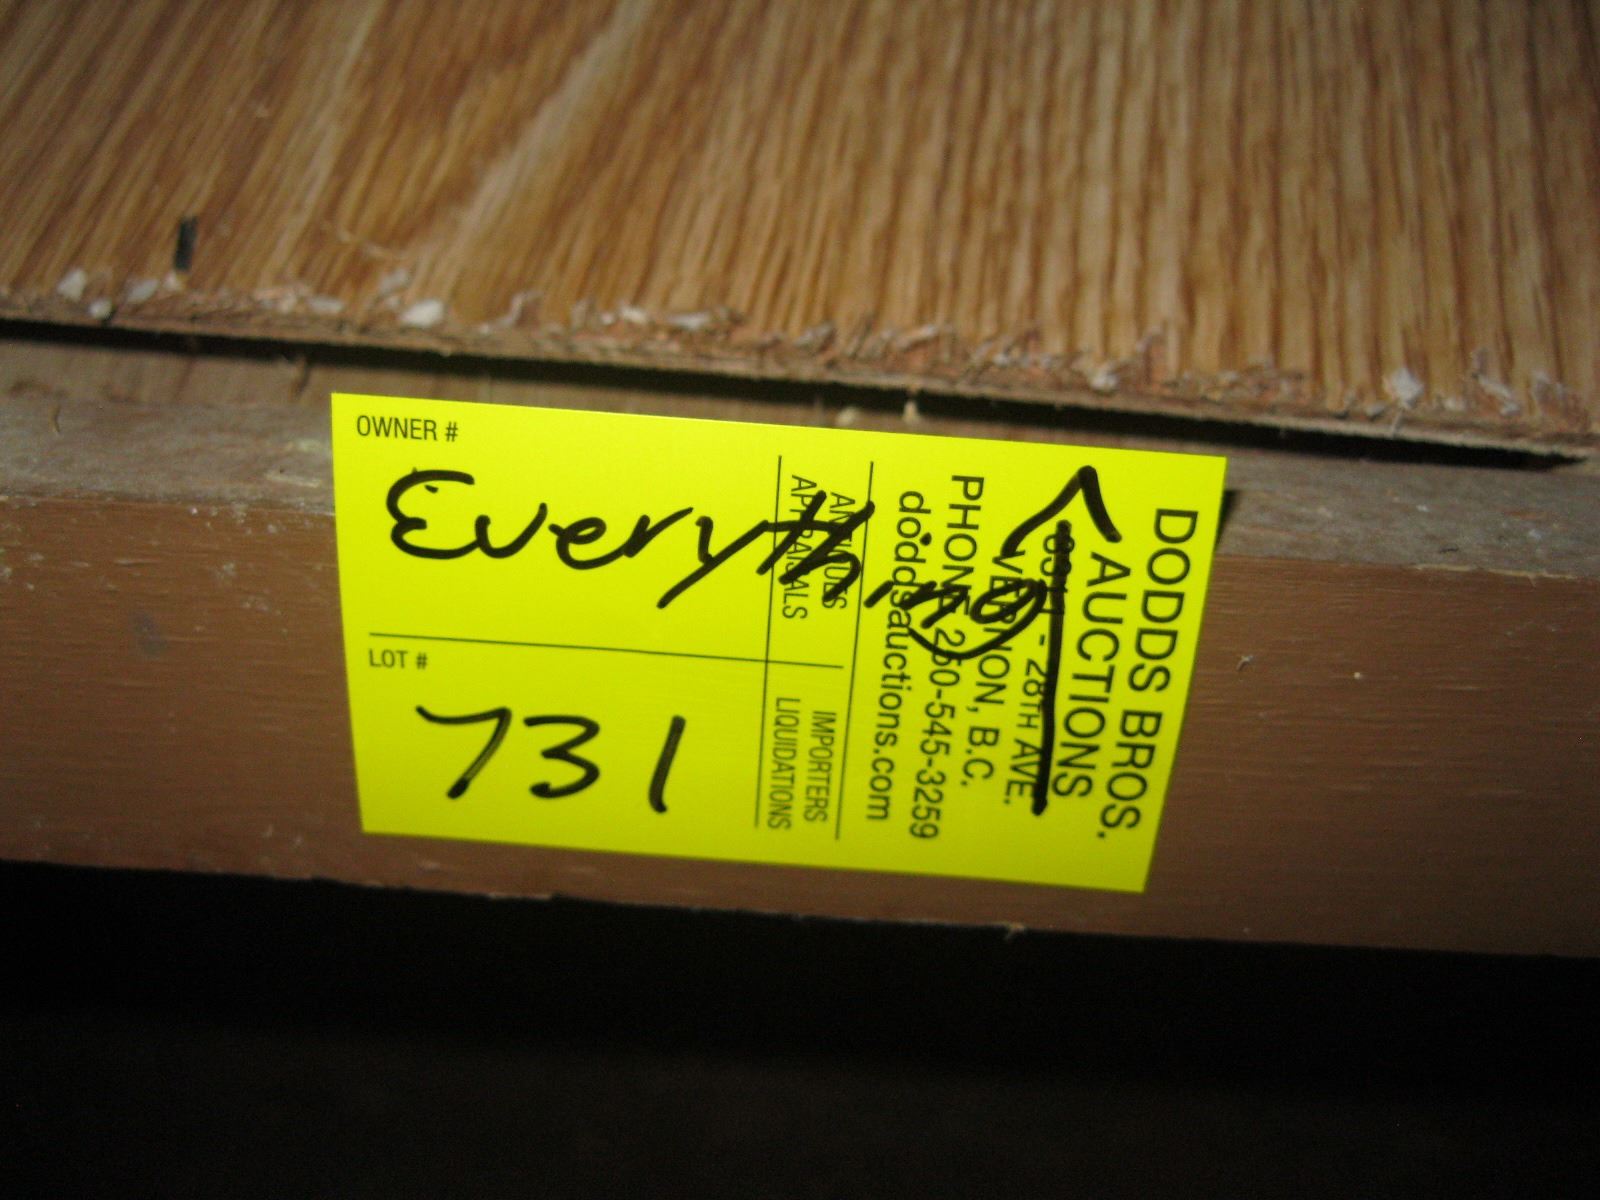 OWNER #
Everything
LOT #
731
DODDS BROS.
AUCTIONS
- 28TH AVE.
VERNON, B.C.
PHONE 250-545-3259
doddsauctions.com
ANTIQUES
APPRAISALS
IMPORTERS
LIQUIDATIONS